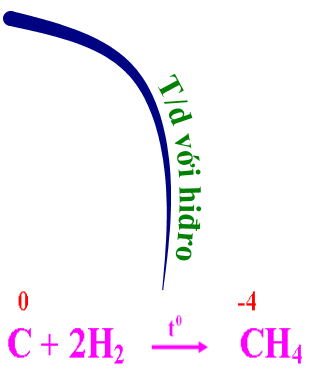 T/d với hiđro
0 -4
C + 2H₂ t⁰ → CH₄